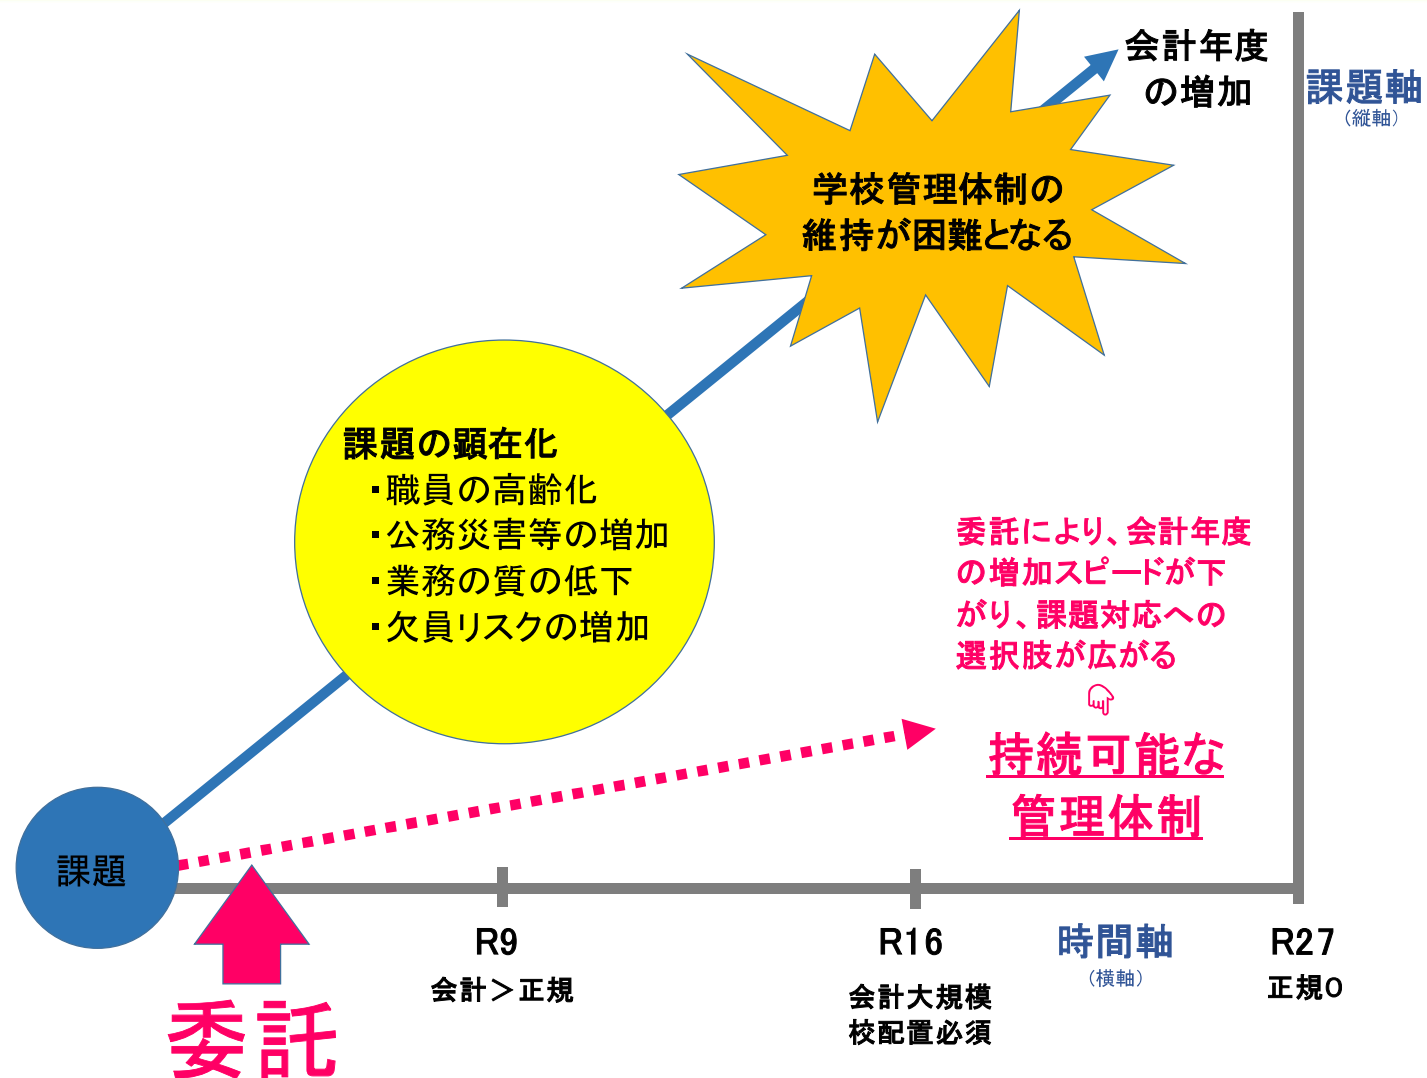 会計年度
の増加
課題軸
（縦軸）
学校管理体制の
維持が困難となる
課題の顕在化
・職員の高齢化
・公務災害等の増加
・業務の質の低下
・欠員リスクの増加
委託により、会計年度
の増加スピードが下
がり、課題対応への
選択肢が広がる
☟
持続可能な
管理体制
課題
R9
会計＞正規
R16
会計大規模
校配置必須
時間軸
（横軸）
R27
正規0
委託